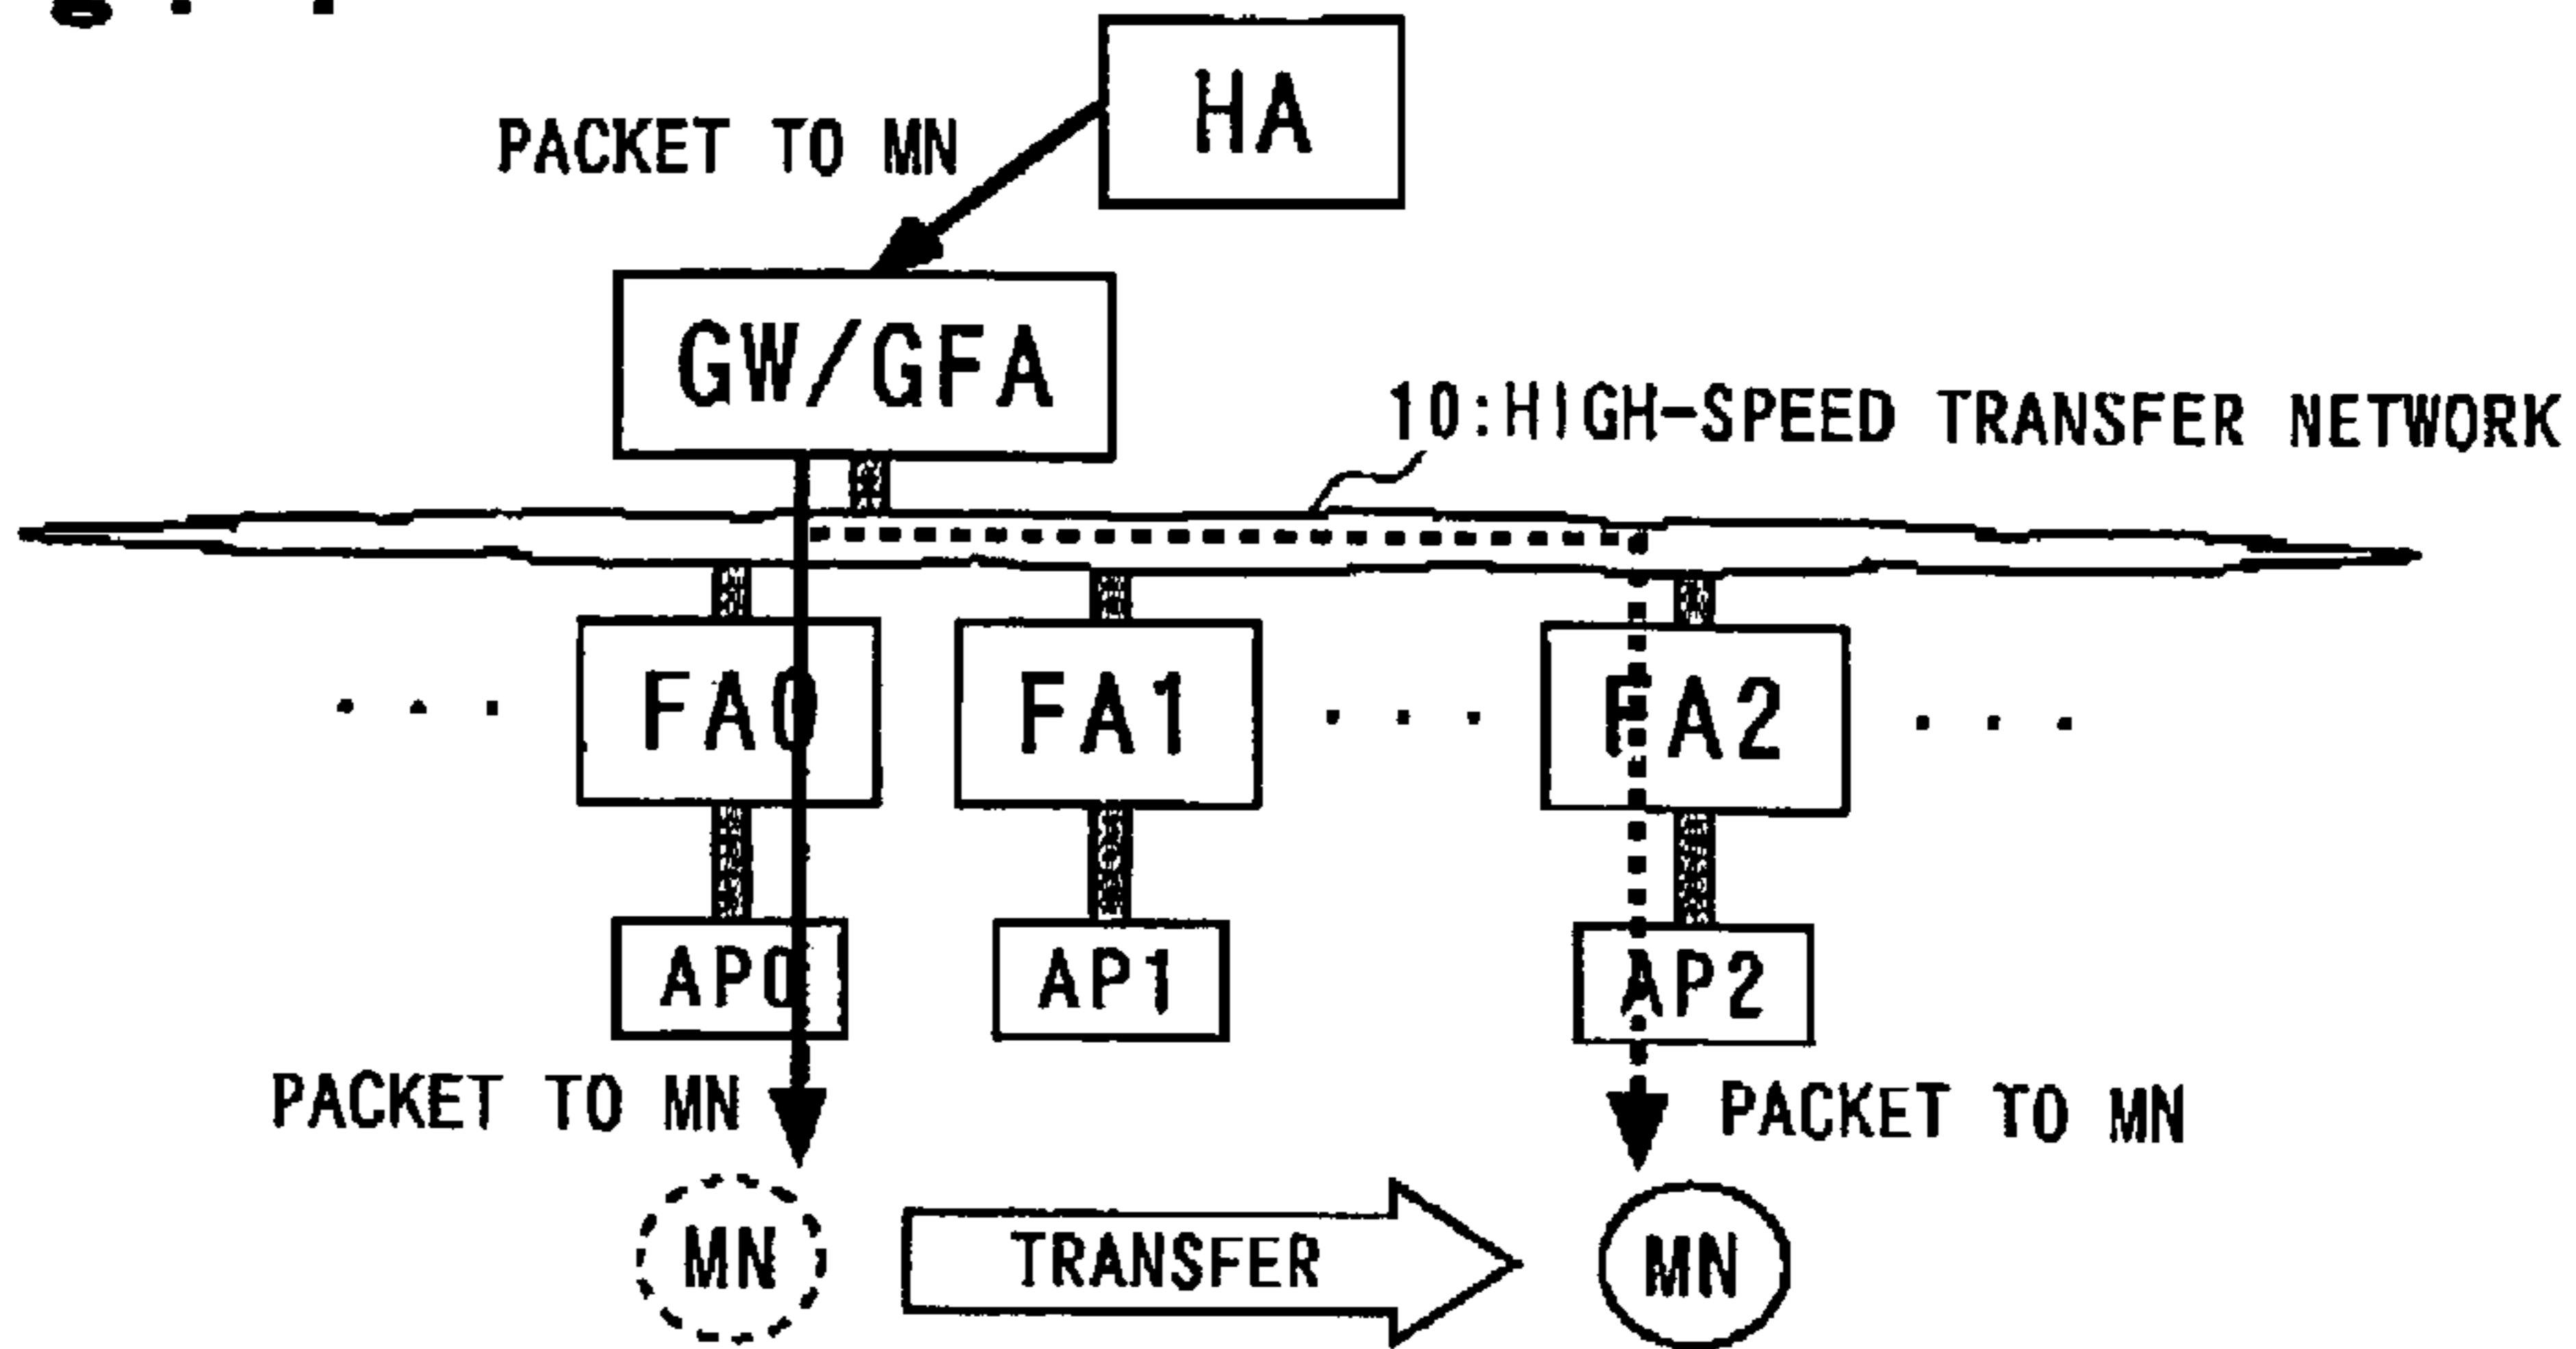 HA
PACKET TO MN
GW/GFA
10:HIGH-SPEED TRANSFER NETWORK
. . . FA0 FA1 . . . FA2 . . .
AP0 AP1 AP2
PACKET TO MN PACKET TO MN
MN TRANSFER MN